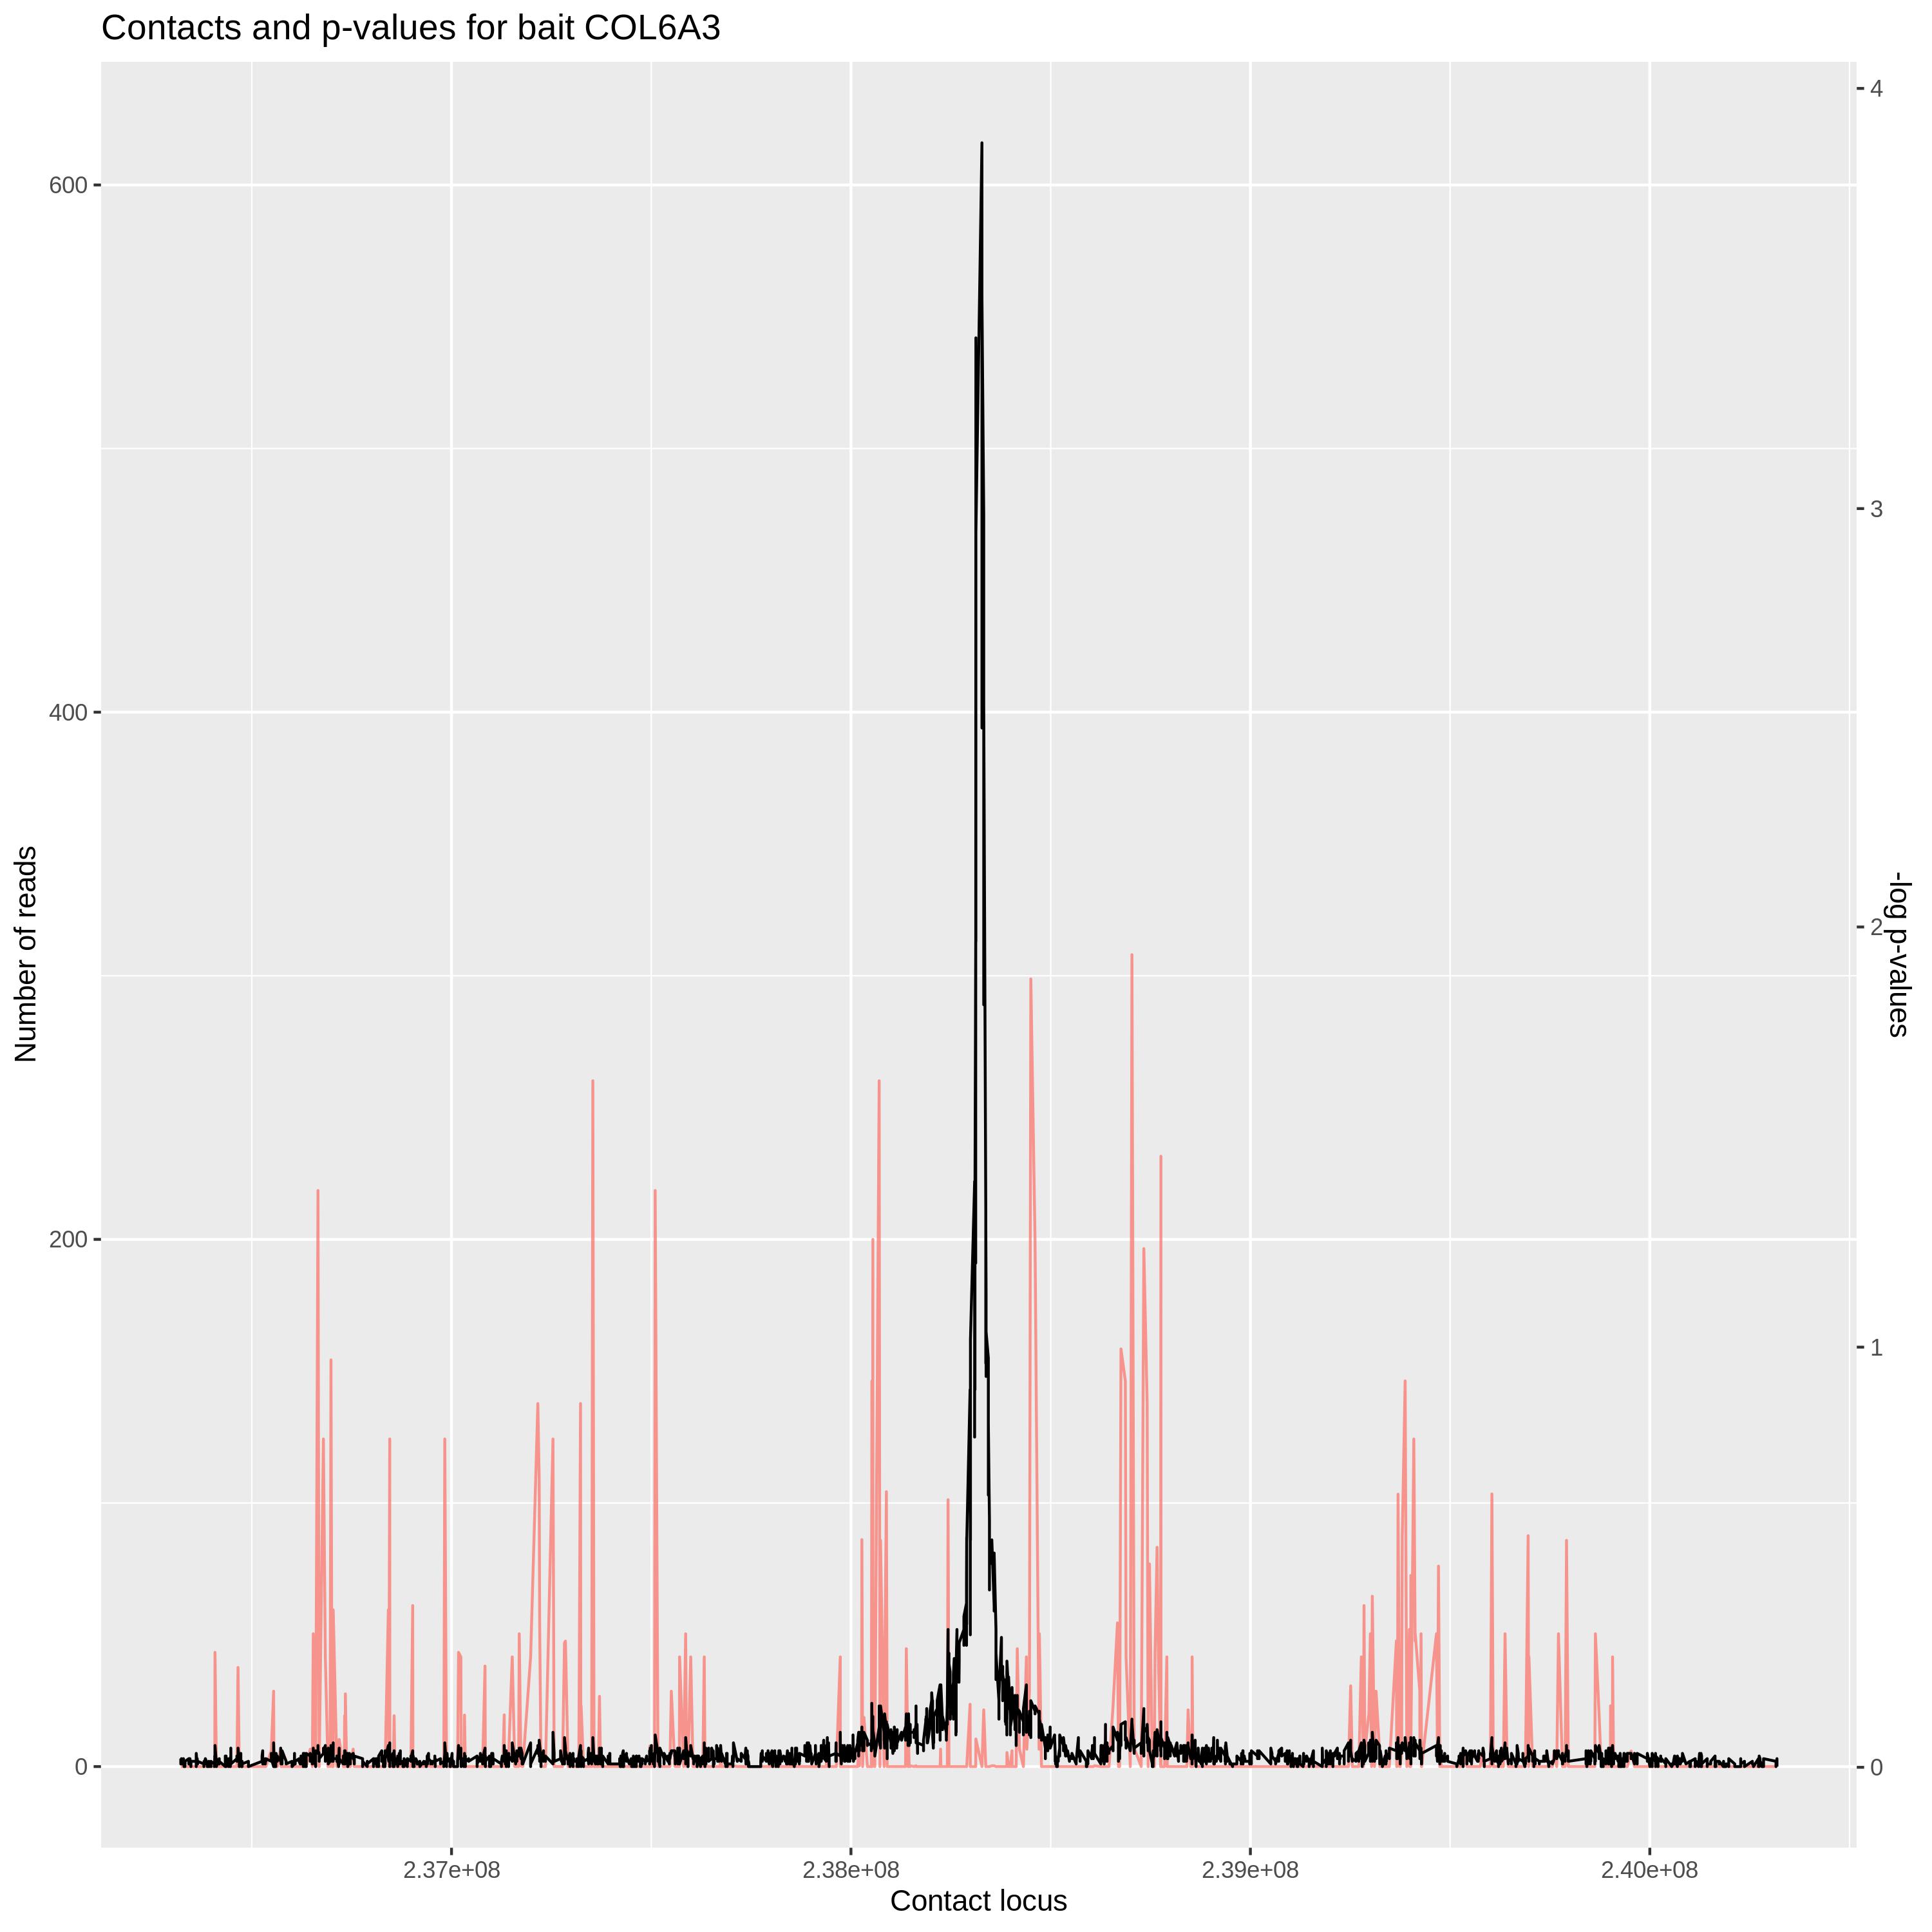 Contacts and p-values for bait COL6A3
Number of reads
600
400
200
0
4
3
2
1
0
-log p-values
2.37e+08
2.38e+08
2.39e+08
2.40e+08
Contact locus